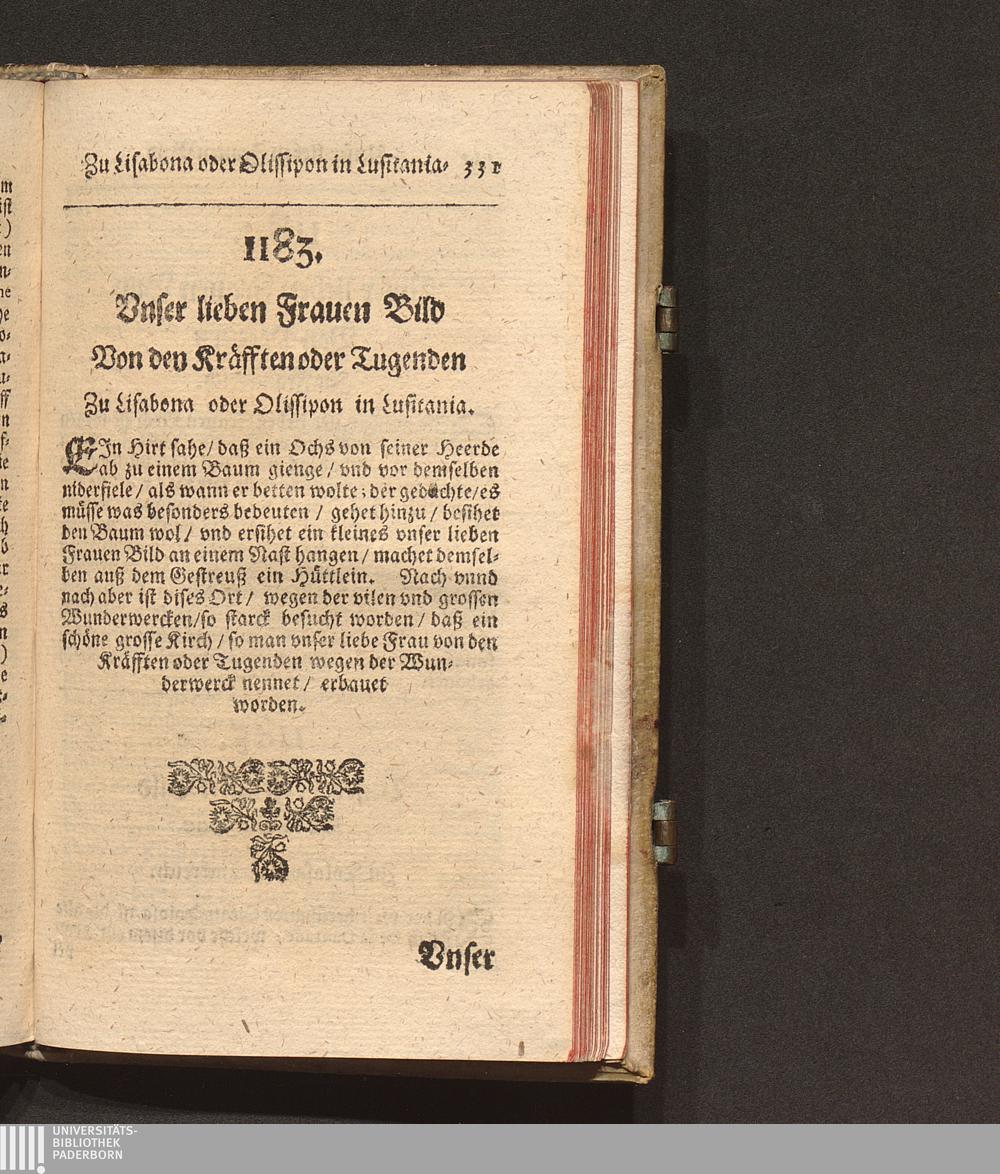 Zu Lisabona oder Olissipon in Lusitania. 331
1183.
Vnser lieben Frauen Bild
Von den Kräfften oder Tugenden
Zu Lisabona oder Olissipon in Lusitania.
EIn Hirt sahe/ daß ein Ochs von seiner Heerde
ab zu einem Baum gienge/ vnd vor demselben
niderfiele/ als wann er betten wolte; der gedachte/ es
müsse was besonders bedeuten/ gehet hinzu/ besihet
den Baum wol/ vnd ersihet ein kleines vnser lieben
Frauen Bild an einem Nast hangen/ machet demsel-
ben auß dem Gestreuß ein Hüttlein. Nach vnnd
nach aber ist dises Ort/ wegen der vilen vnd grossen
Wunderwercken/ so starck besucht worden/ daß ein
schöne grosse Kirch/ so man vnser liebe Frau von den
Kräfften oder Tugenden wegen der Wun-
derwerck nennet/ erbauet
worden.
Vnser
UNIVERSITÄTS-
BIBLIOTHEK
PADERBORN